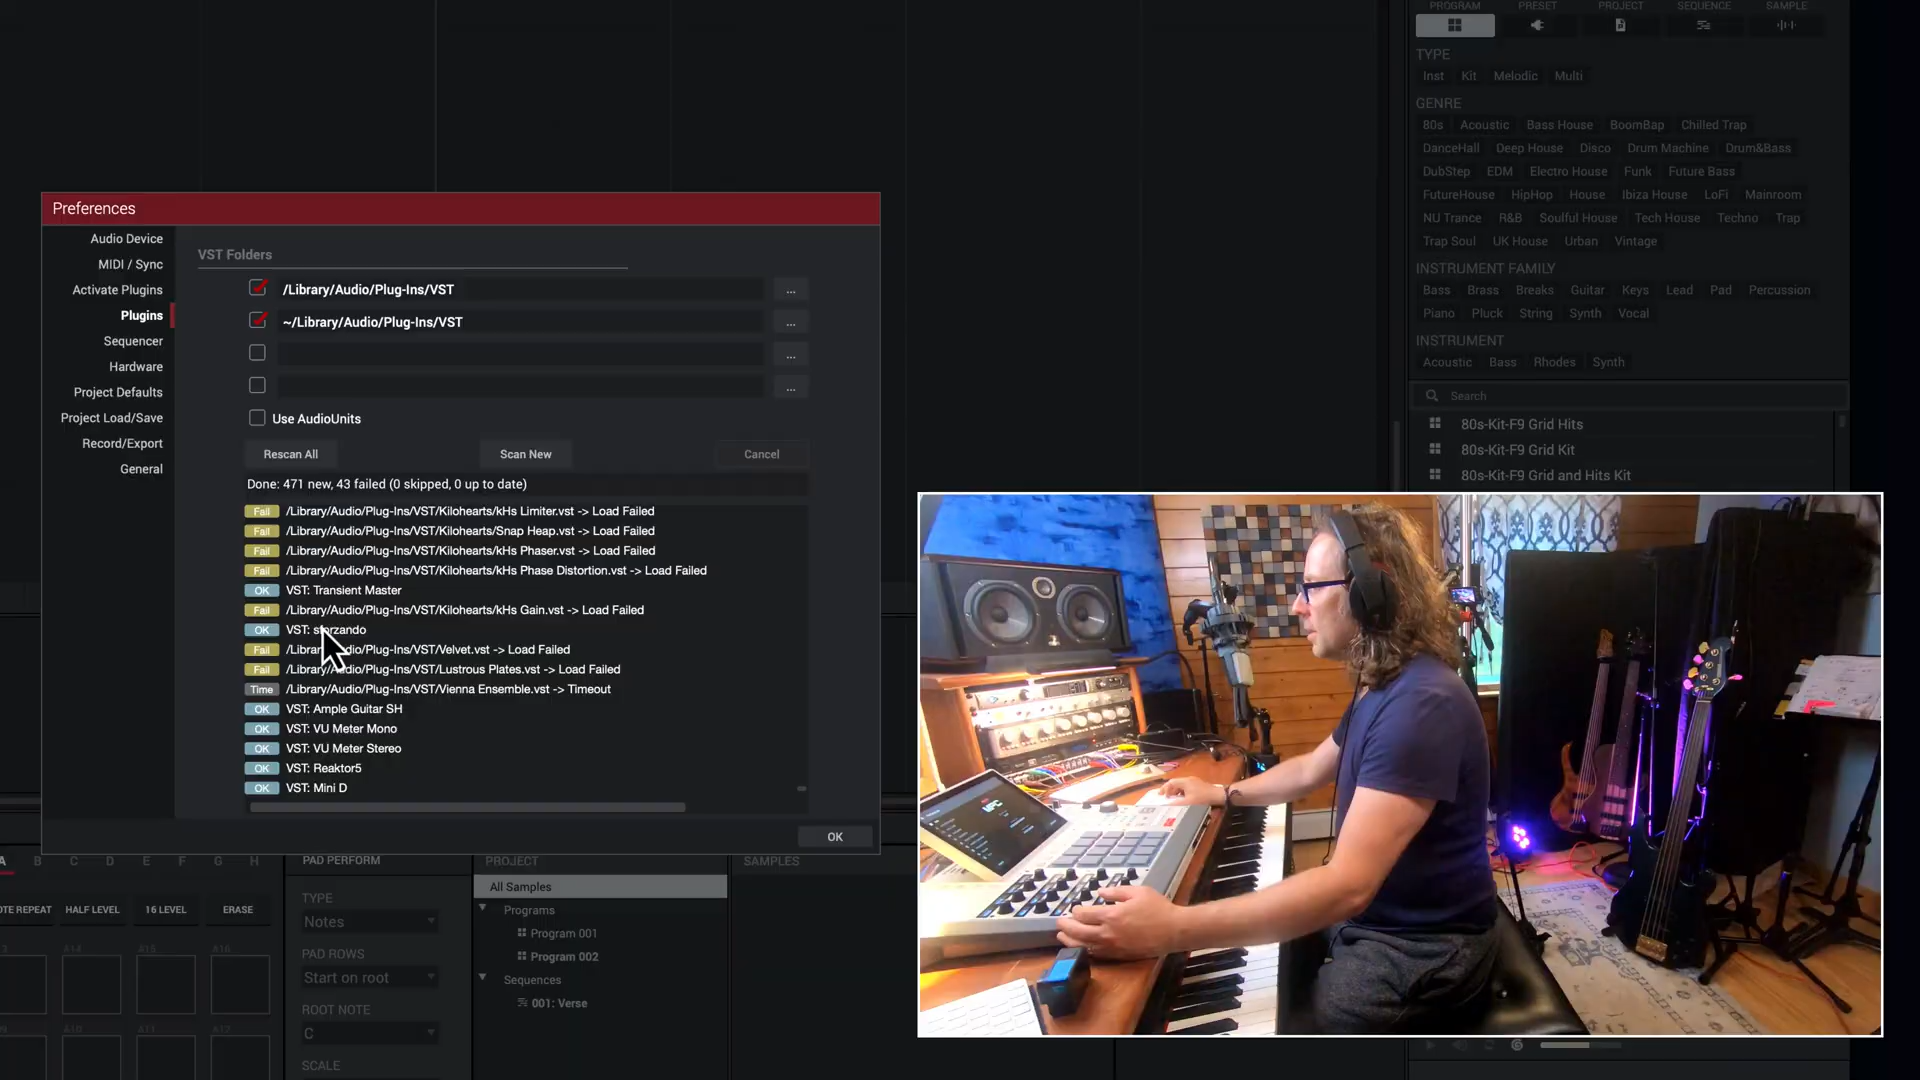 PROGRAM
PRESET
PROJECT
SEQUENCE
SAMPLE
TYPE
Inst Kit Melodic Multi
GENRE
80s Acoustic Bass House BoomBap Chilled Trap
DanceHall Deep House Disco Drum Machine Drum&Bass
DubStep EDM Electro House Funk Future Bass
FutureHouse HipHop House Ibiza House LoFi Mainroom
NU Trance R&B Soulful House Tech House Techno Trap
Trap Soul UK House Urban Vintage
INSTRUMENT FAMILY
Bass Brass Breaks Guitar Keys Lead Pad Percussion
Piano Pluck String Synth Vocal
INSTRUMENT
Acoustic Bass Rhodes Synth
Search
80s-Kit-F9 Grid Hits
80s-Kit-F9 Grid Kit
80s-Kit-F9 Grid and Hits Kit
Preferences
Audio Device
MIDI / Sync
Activate Plugins
Plugins
Sequencer
Hardware
Project Defaults
Project Load/Save
Record/Export
General
VST Folders
/Library/Audio/Plug-Ins/VST ...
~/Library/Audio/Plug-Ins/VST ...
...
...
Use AudioUnits
Rescan All Scan New Cancel
Done: 471 new, 43 failed (0 skipped, 0 up to date)
Fail /Library/Audio/Plug-Ins/VST/Kilohearts/kHs Limiter.vst -> Load Failed
Fail /Library/Audio/Plug-Ins/VST/Kilohearts/Snap Heap.vst -> Load Failed
Fail /Library/Audio/Plug-Ins/VST/Kilohearts/kHs Phaser.vst -> Load Failed
Fail /Library/Audio/Plug-Ins/VST/Kilohearts/kHs Phase Distortion.vst -> Load Failed
OK VST: Transient Master
Fail /Library/Audio/Plug-Ins/VST/Kilohearts/kHs Gain.vst -> Load Failed
OK VST: sforzando
Fail /Library/Audio/Plug-Ins/VST/Velvet.vst -> Load Failed
Fail /Library/Audio/Plug-Ins/VST/Lustrous Plates.vst -> Load Failed
Time /Library/Audio/Plug-Ins/VST/Vienna Ensemble.vst -> Timeout
OK VST: Ample Guitar SH
OK VST: VU Meter Mono
OK VST: VU Meter Stereo
OK VST: Reaktor5
OK VST: Mini D
OK
A B C D E F G H
OTE REPEAT HALF LEVEL 16 LEVEL ERASE
A14 A15 A16
A10 A11
PAD PERFORM
TYPE
Notes
PAD ROWS
Start on root
ROOT NOTE
C
SCALE
PROJECT
All Samples
Programs
Program 001
Program 002
Sequences
001: Verse
SAMPLES